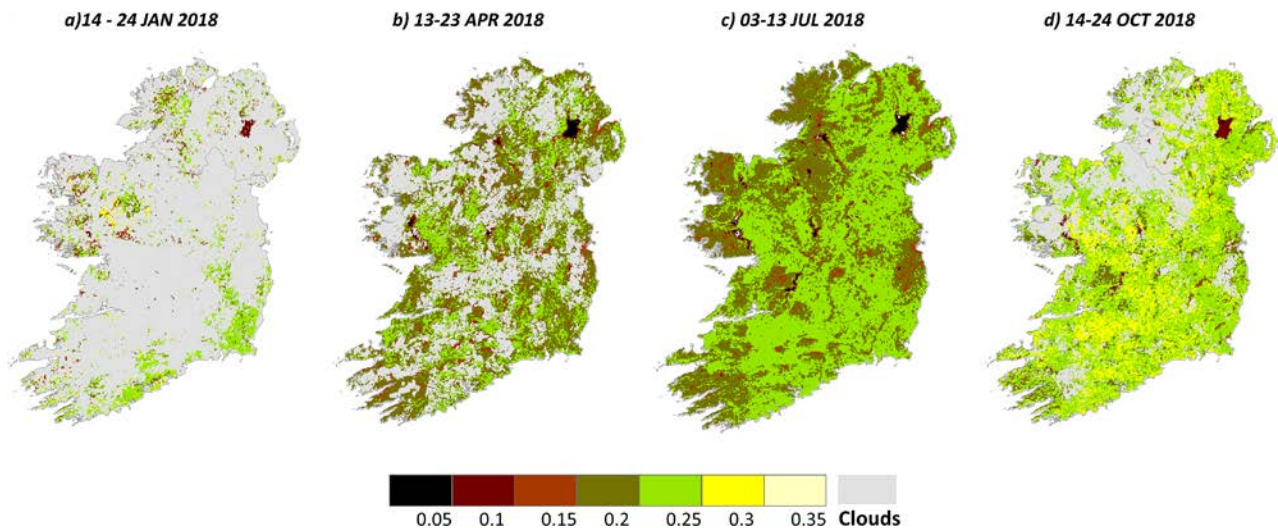 a)14 - 24 JAN 2018
b) 13-23 APR 2018
c) 03-13 JUL 2018
d) 14-24 OCT 2018
0.05 0.1 0.15 0.2 0.25 0.3 0.35 Clouds